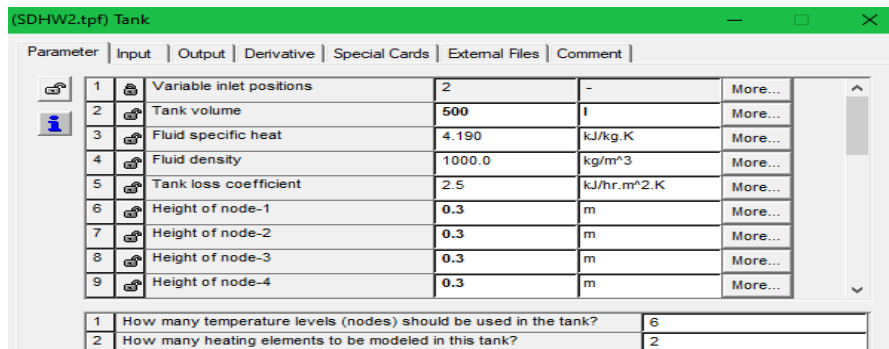 (SDHW2.tpf) Tank
Parameter Input Output Derivative Special Cards External Files Comment
1 Variable inlet positions 2 - More...
2 Tank volume 500 l More...
3 Fluid specific heat 4.190 kJ/kg.K More...
4 Fluid density 1000.0 kg/m^3 More...
5 Tank loss coefficient 2.5 kJ/hr.m^2.K More...
6 Height of node-1 0.3 m More...
7 Height of node-2 0.3 m More...
8 Height of node-3 0.3 m More...
9 Height of node-4 0.3 m More...
1 How many temperature levels (nodes) should be used in the tank? 6
2 How many heating elements to be modeled in this tank? 2